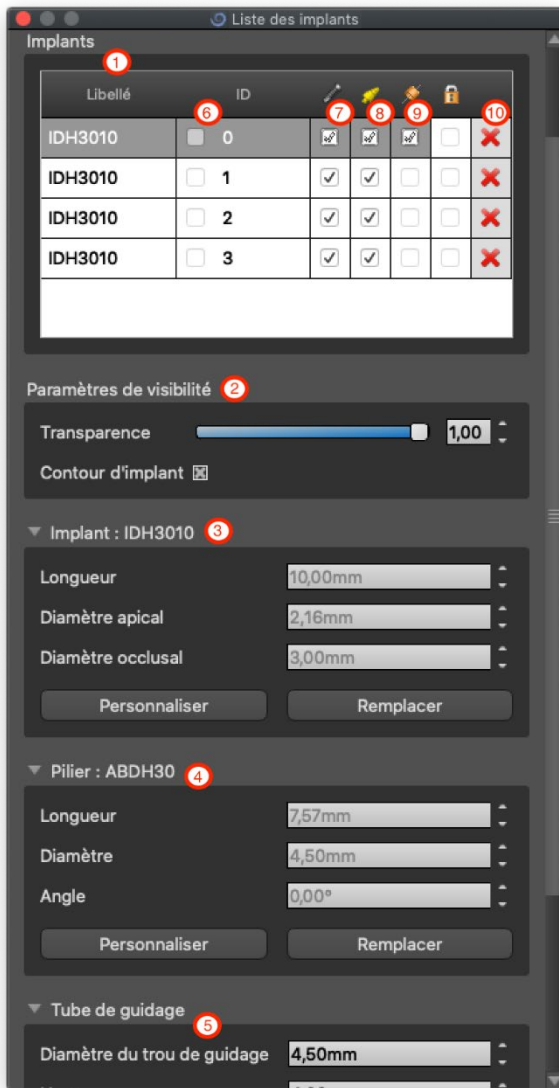 Liste des implants
Implants
1
Libellé ID
6 7 8 9 10
IDH3010 0
IDH3010 1
IDH3010 2
IDH3010 3
Paramètres de visibilité 2
Transparence 1,00
Contour d'implant
Implant : IDH3010 3
Longueur 10,00mm
Diamètre apical 2,16mm
Diamètre occlusal 3,00mm
Personnaliser Remplacer
Pilier : ABDH30 4
Longueur 7,57mm
Diamètre 4,50mm
Angle 0,00°
Personnaliser Remplacer
Tube de guidage
5
Diamètre du trou de guidage 4,50mm